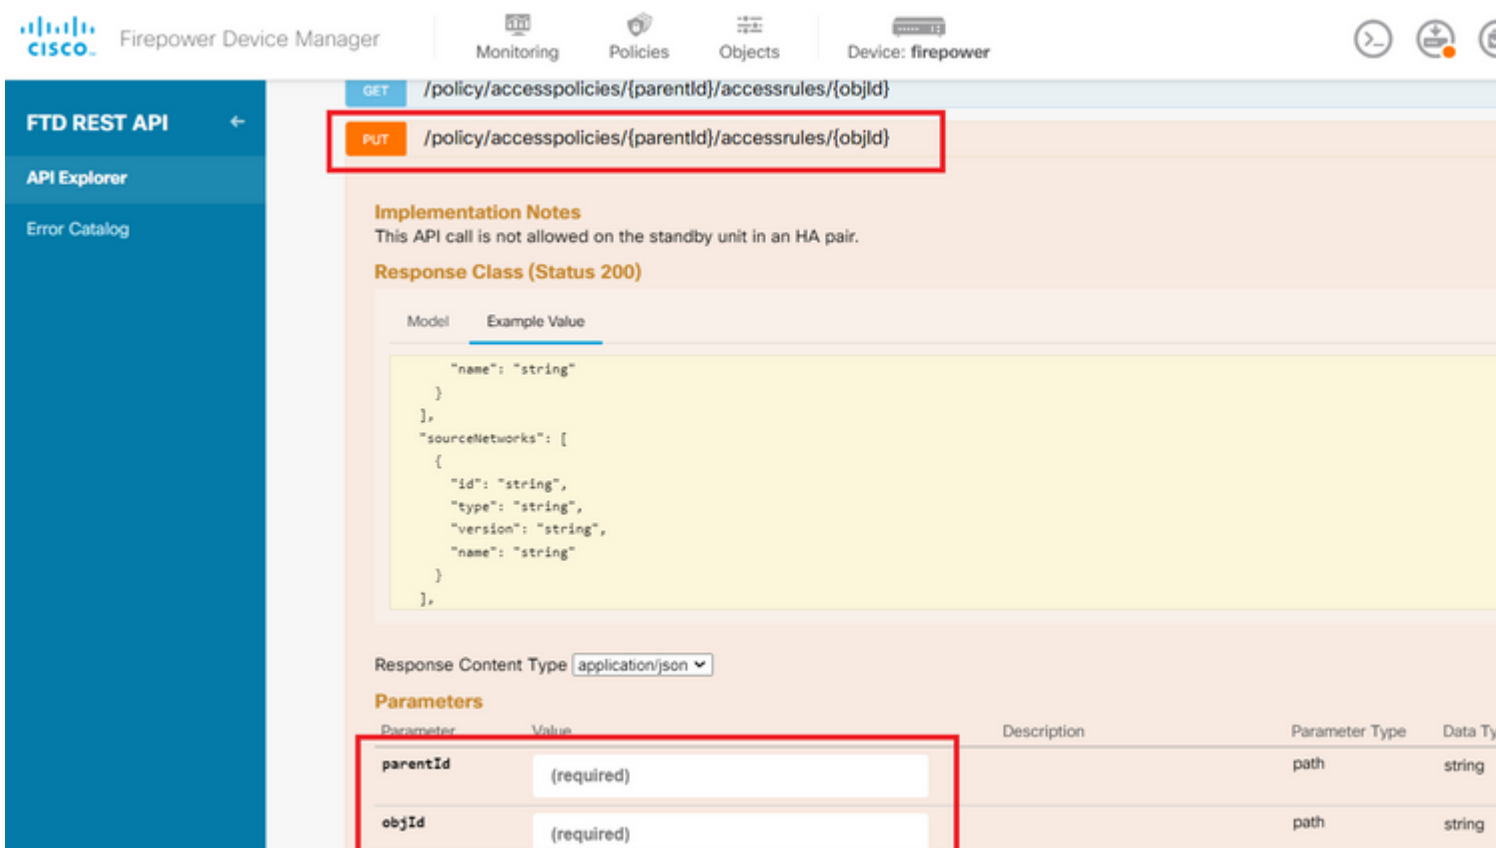 CISCO
Firepower Device Manager
Monitoring
Policies
Objects
Device: firepower
FTD REST API
API Explorer
Error Catalog
GET /policy/accesspolicies/{parentId}/accessrules/{objId}
PUT /policy/accesspolicies/{parentId}/accessrules/{objId}
Implementation Notes
This API call is not allowed on the standby unit in an HA pair.
Response Class (Status 200)
Model Example Value
"name": "string"
}
],
"sourceNetworks": [
{
"id": "string",
"type": "string",
"version": "string",
"name": "string"
}
],
Response Content Type application/json
Parameters
Parameter Value Description Parameter Type Data Ty
parentId (required) path string
objId (required) path string